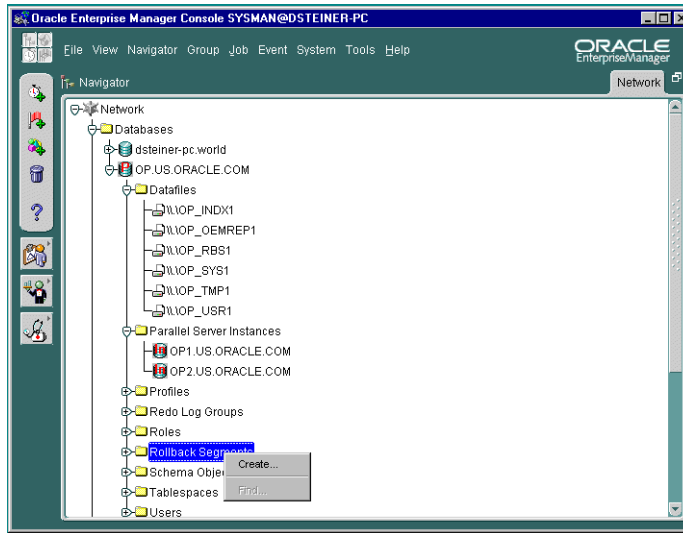 Oracle Enterprise Manager Console SYSMAN@DSTEINER-PC
File View Navigator Group Job Event System Tools Help
ORACLE
EnterpriseManager
Navigator
Network
Network
Databases
dsteiner-pc.world
OP.US.ORACLE.COM
Datafiles
\\.\OP_INDX1
\\.\OP_OEMREP1
\\.\OP_RBS1
\\.\OP_SYS1
\\.\OP_TMP1
\\.\OP_USR1
Parallel Server Instances
OP1.US.ORACLE.COM
OP2.US.ORACLE.COM
Profiles
Redo Log Groups
Roles
Rollback Segments
Create...
Schema Obje
Tablespaces
Find...
Users